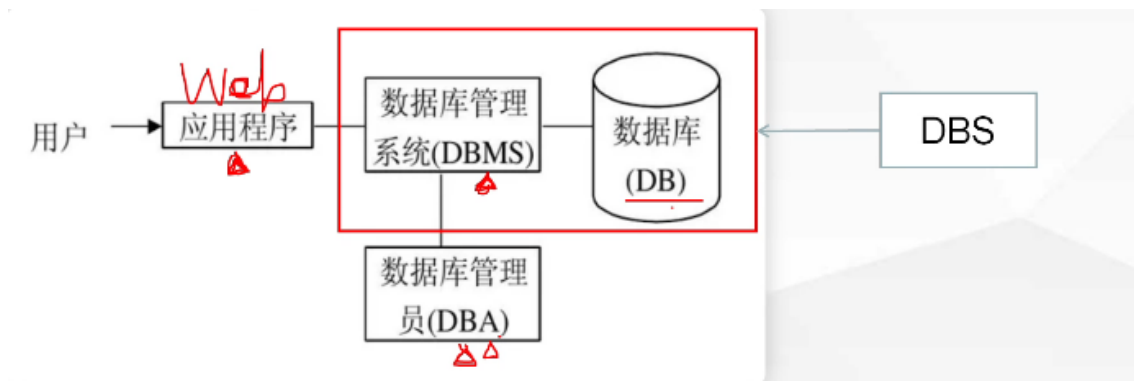 Web
用户
应用程序
数据库管理
系统(DBMS)
数据库
(DB)
DBS
数据库管理
员(DBA)